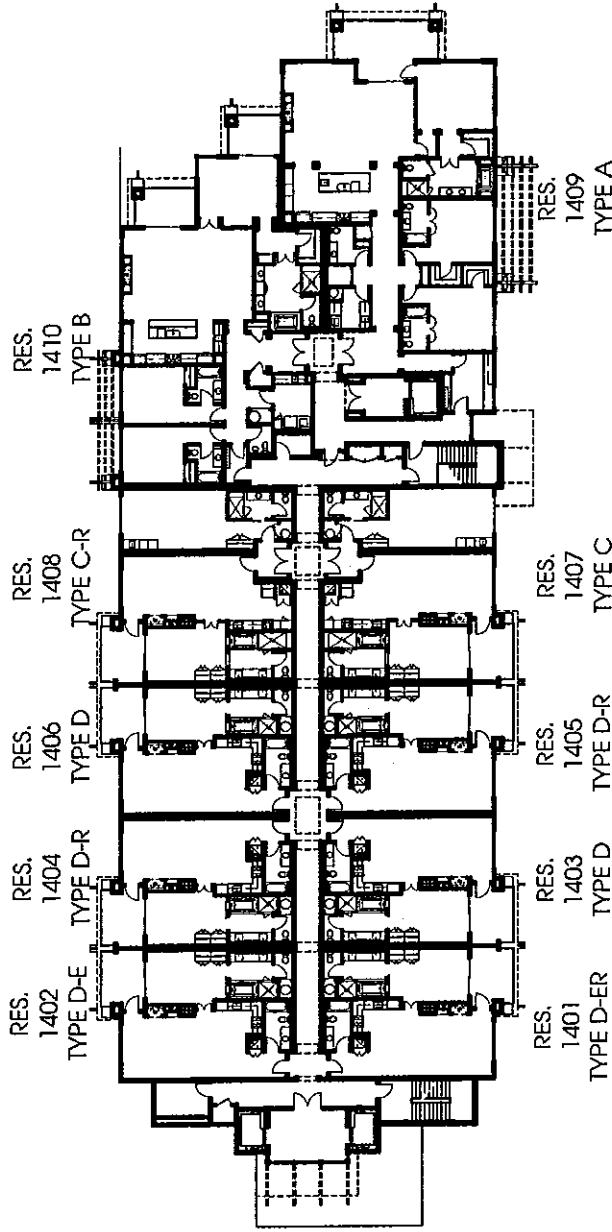 RES.
1410
TYPE B
RES.
1408
TYPE C-R
RES.
1406
TYPE D
RES.
1404
TYPE D-R
RES.
1402
TYPE D-E
RES.
1409
TYPE A
RES.
1407
TYPE C
RES.
1405
TYPE D-R
RES.
1403
TYPE D
RES.
1401
TYPE D-ER